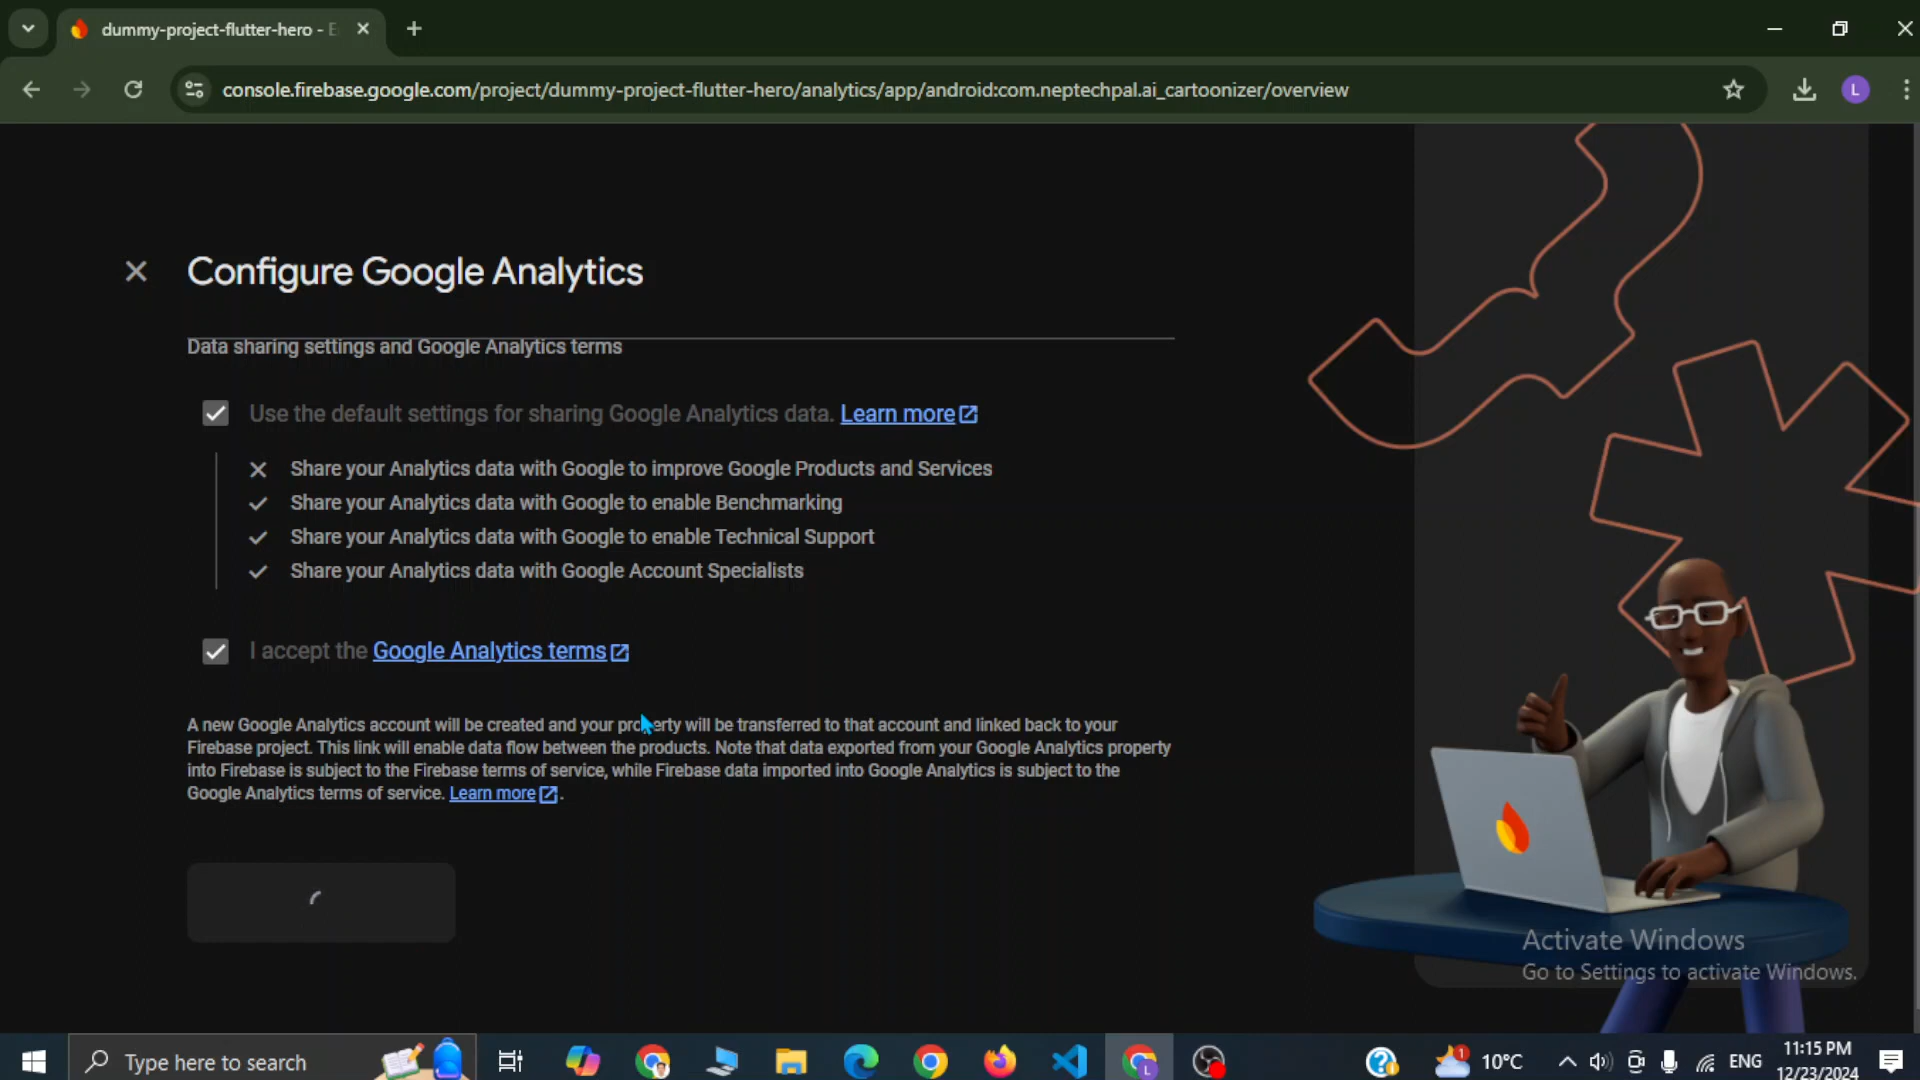 dummy-project-flutter-hero - E
console.firebase.google.com/project/dummy-project-flutter-hero/analytics/app/android:com.neptechpal.ai_cartoonizer/overview
L
Configure Google Analytics
Data sharing settings and Google Analytics terms
Use the default settings for sharing Google Analytics data. Learn more
Share your Analytics data with Google to improve Google Products and Services
Share your Analytics data with Google to enable Benchmarking
Share your Analytics data with Google to enable Technical Support
Share your Analytics data with Google Account Specialists
I accept the Google Analytics terms
A new Google Analytics account will be created and your property will be transferred to that account and linked back to your
Firebase project. This link will enable data flow between the products. Note that data exported from your Google Analytics property
into Firebase is subject to the Firebase terms of service, while Firebase data imported into Google Analytics is subject to the
Google Analytics terms of service. Learn more.
Activate Windows
Go to Settings to activate Windows.
Type here to search
L
1
10°C
ENG
11:15 PM
12/23/2024